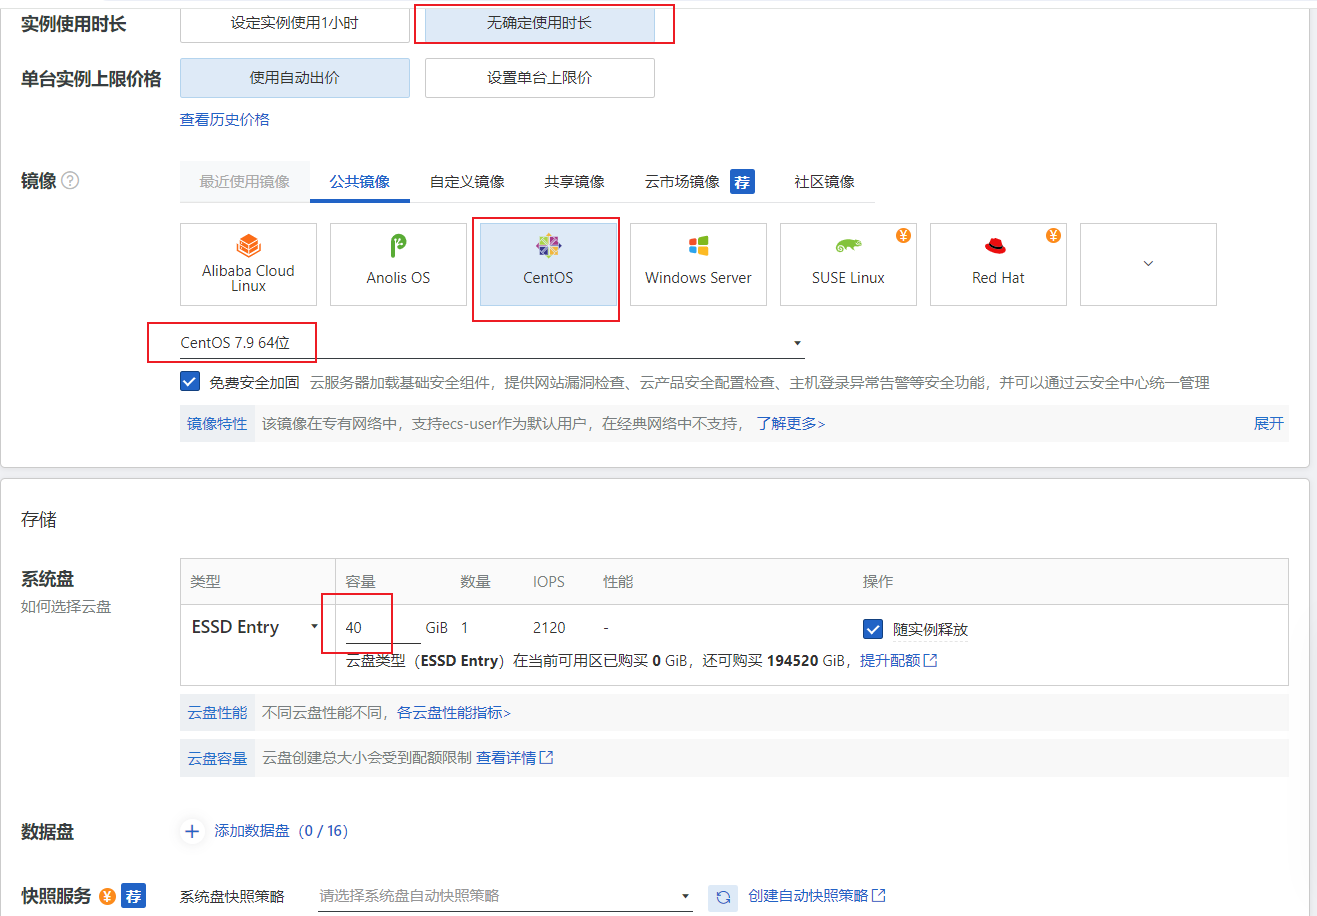 实例使用时长 设定实例使用1小时 无确定使用时长
单台实例上限价格 使用自动出价 设置单台上限价
查看历史价格
镜像 ? 最近使用镜像 公共镜像 自定义镜像 共享镜像 云市场镜像 荐 社区镜像
Alibaba Cloud Linux
Anolis OS
CentOS
Windows Server
¥ SUSE Linux
¥ Red Hat
CentOS 7.9 64位
免费安全加固 云服务器加载基础安全组件，提供网站漏洞检查、云产品安全配置检查、主机登录异常告警等安全功能，并可以通过云安全中心统一管理
镜像特性 该镜像在专有网络中，支持ecs-user作为默认用户，在经典网络中不支持， 了解更多> 展开
存储
系统盘
如何选择云盘
类型 容量 数量 IOPS 性能 操作
ESSD Entry 40 GiB 1 2120 - 随实例释放
云盘类型（ESSD Entry）在当前可用区已购买 0 GiB，还可购买 194520 GiB，提升配额
云盘性能 不同云盘性能不同，各云盘性能指标>
云盘容量 云盘创建总大小会受到配额限制 查看详情
数据盘 + 添加数据盘（0 / 16）
快照服务 ¥ 荐 系统盘快照策略 请选择系统盘自动快照策略 创建自动快照策略